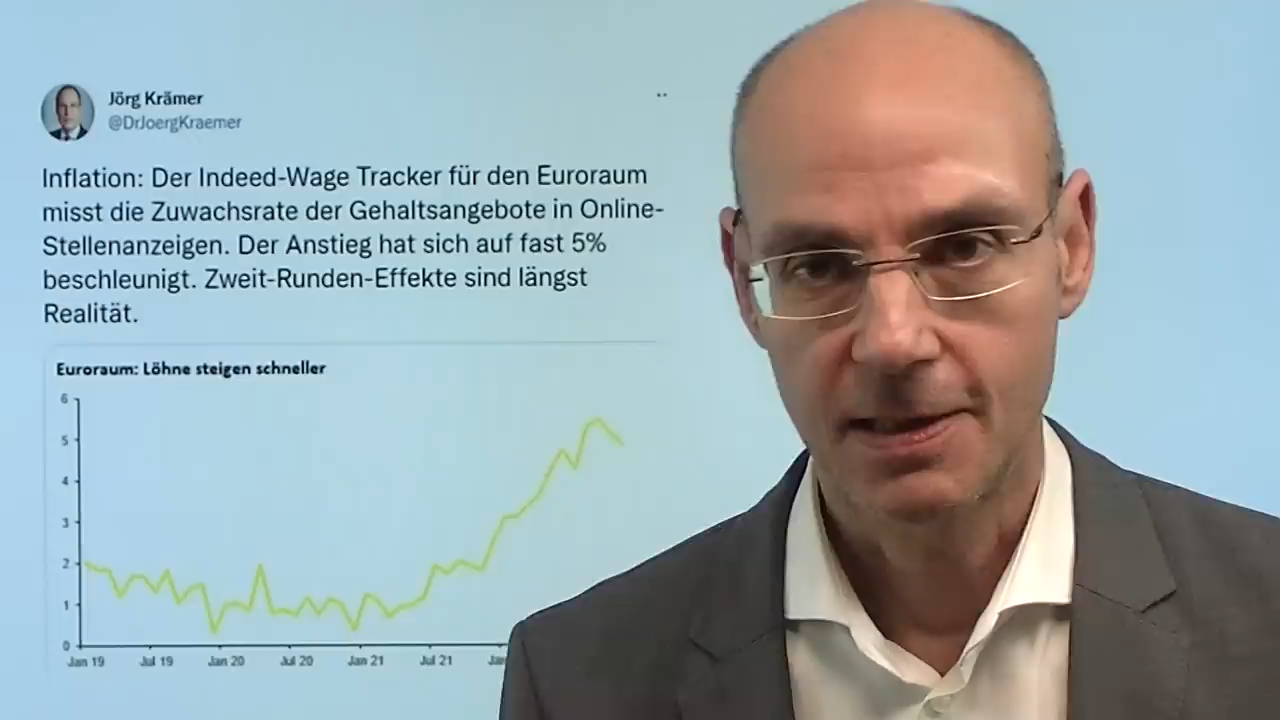 Jörg Krämer
@DrJoergKraemer
Inflation: Der Indeed-Wage Tracker für den Euroraum
misst die Zuwachsrate der Gehaltsangebote in Online-
Stellenanzeigen. Der Anstieg hat sich auf fast 5%
beschleunigt. Zweit-Runden-Effekte sind längst
Realität.
Euroraum: Löhne steigen schneller
6
5
4
3
2
1
0
Jan 19 Jul 19 Jan 20 Jul 20 Jan 21 Jul 21